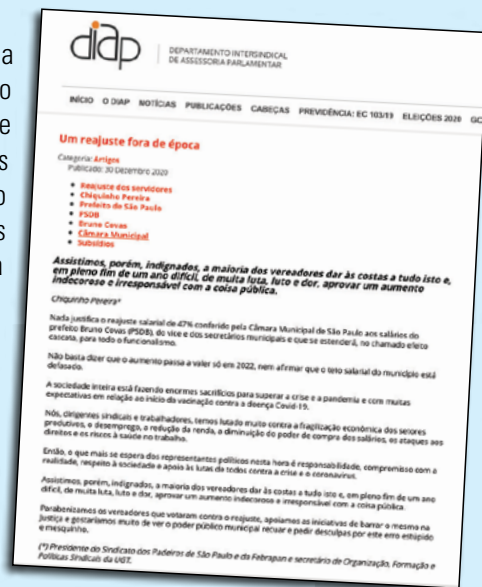 a
o
e
s
o
s
diap
DEPARTAMENTO INTERSINDICAL
DE ASSESSORIA PARLAMENTAR
INÍCIO O DIAP NOTÍCIAS PUBLICAÇÕES CABEÇAS PREVIDÊNCIA: EC 103/19 ELEIÇÕES 2020 GO
Um reajuste fora de época
Categoria: Artigos
Publicado: 30 Dezembro 2020
Reajuste dos servidores
Chiquinho Pereira
Prefeito de São Paulo
PSDB
Bruno Covas
Câmara Municipal
Subsídios
Assistimos, porém, indignados, a maioria dos vereadores dar às costas a tudo isto e,
em pleno fim de um ano difícil, de muita luta, luto e dor, aprovar um aumento
indecoroso e irresponsável com a coisa pública.
Chiquinho Pereira*
Nada justifica o reajuste salarial de 47% conferido pela Câmara Municipal de São Paulo aos salários do
prefeito Bruno Covas (PSDB), do vice e dos secretários municipais e que se estenderá, no chamado efeito
cascata, para todo o funcionalismo.
Não basta dizer que o aumento passa a valer só em 2022, nem afirmar que o teto salarial do município está
defasado.
A sociedade inteira está fazendo enormes sacrifícios para superar a crise e a pandemia e com muitas
expectativas em relação ao início da vacinação contra a doença Covid-19.
Nós, dirigentes sindicais e trabalhadores, temos lutado muito contra a fragilização econômica dos setores
produtivos, o desemprego, a redução da renda, a diminuição do poder de compra dos salários, os ataques aos
direitos e os riscos à saúde no trabalho.
Então, o que mais se espera dos representantes políticos nesta hora é responsabilidade, compromisso com a
realidade, respeito à sociedade e apoio às lutas de todos contra a crise e o coronavírus.
Assistimos, porém, indignados, a maioria dos vereadores dar às costas a tudo isto e, em pleno fim de um ano
difícil, de muita luta, luto e dor, aprovar um aumento indecoroso e irresponsável com a coisa pública.
Parabenizamos os vereadores que votaram contra o reajuste, apoiamos as iniciativas de barrar o mesmo na
Justiça e gostaríamos muito de ver o poder público municipal recuar e pedir desculpas por este erro estúpido
e mesquinho.
(*) Presidente do Sindicato dos Padeiros de São Paulo e da Febrapan e secretário de Organização, Formação e
Políticas Sindicais da UGT.